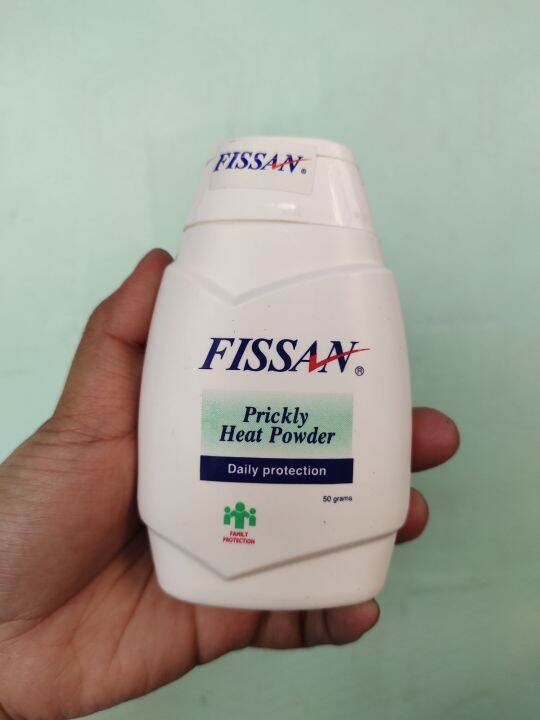 FISSAN®
FISSAN®
Prickly
Heat Powder
Daily protection
50 grams
FAMILY
PROTECTION